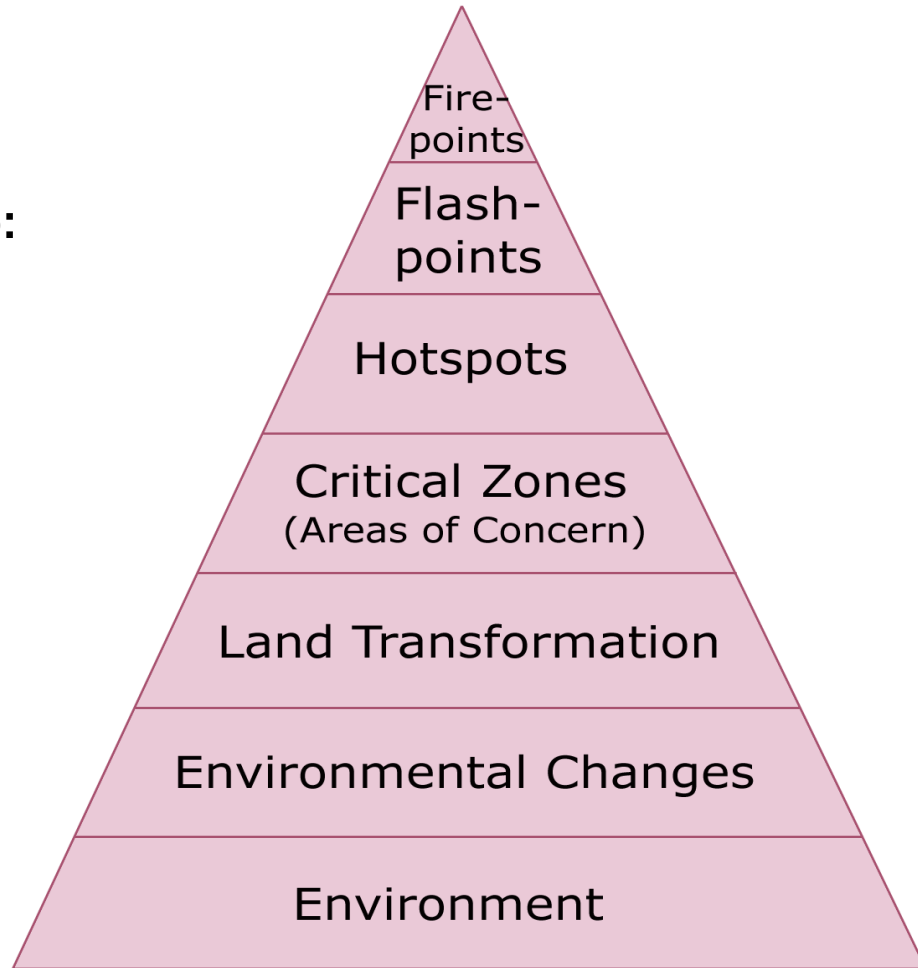 Fire-
points
:
Flash-
points
Hotspots
Critical Zones
(Areas of Concern)
Land Transformation
Environmental Changes
Environment